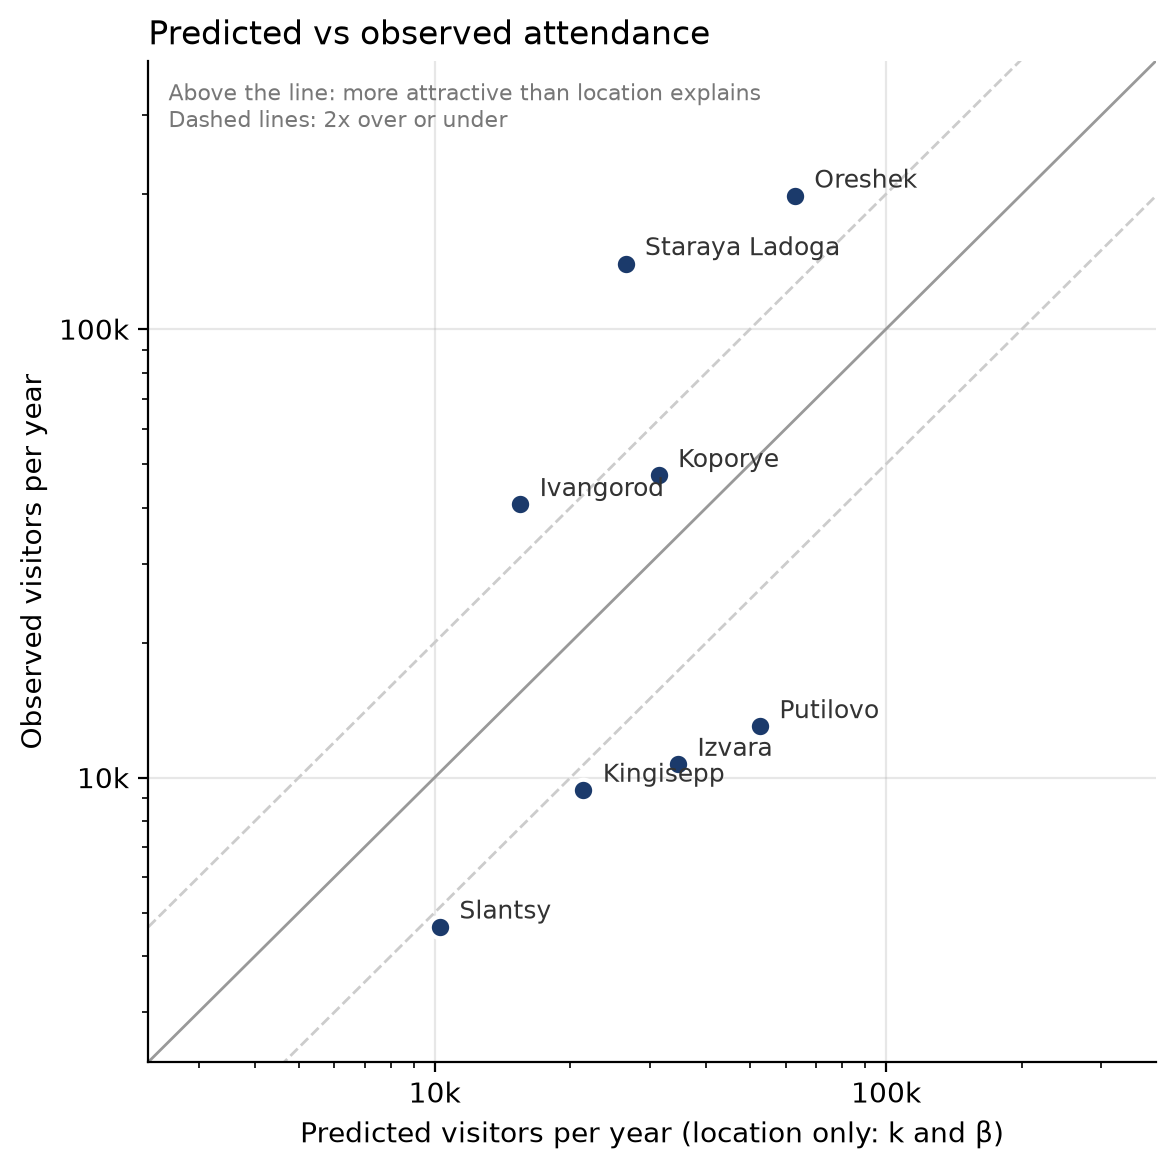 Predicted vs observed attendance
Above the line: more attractive than location explains
Dashed lines: 2x over or under
Oreshek
Staraya Ladoga
100k
Koporye
Ivangorod
Observed visitors per year
Putilovo
Izvara
Kingisepp
10k
Slantsy
10k
100k
Predicted visitors per year (location only: k and β)